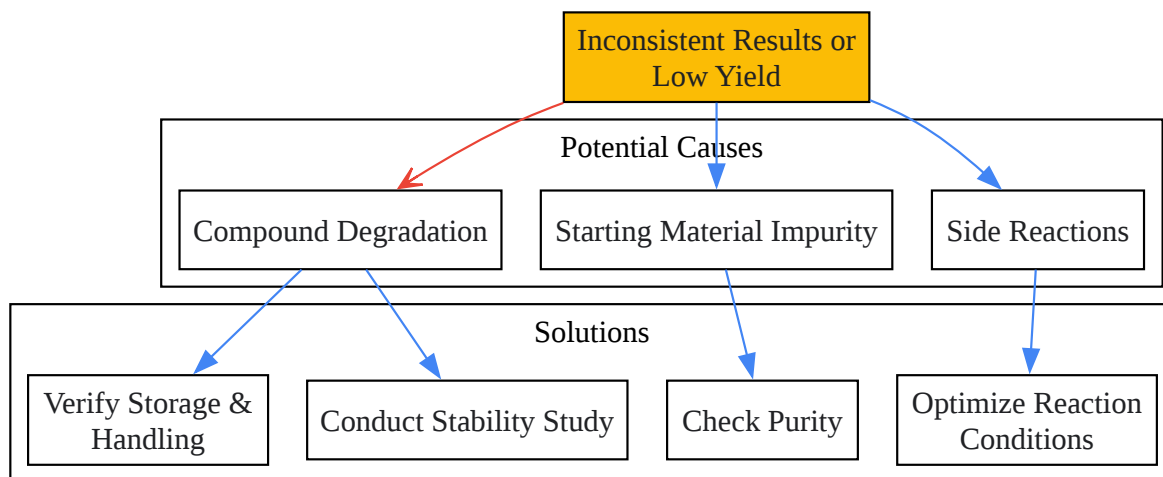 Inconsistent Results or
Low Yield
Potential Causes
Compound Degradation
Starting Material Impurity
Side Reactions
Solutions
Verify Storage &
Handling
Conduct Stability Study
Check Purity
Optimize Reaction
Conditions